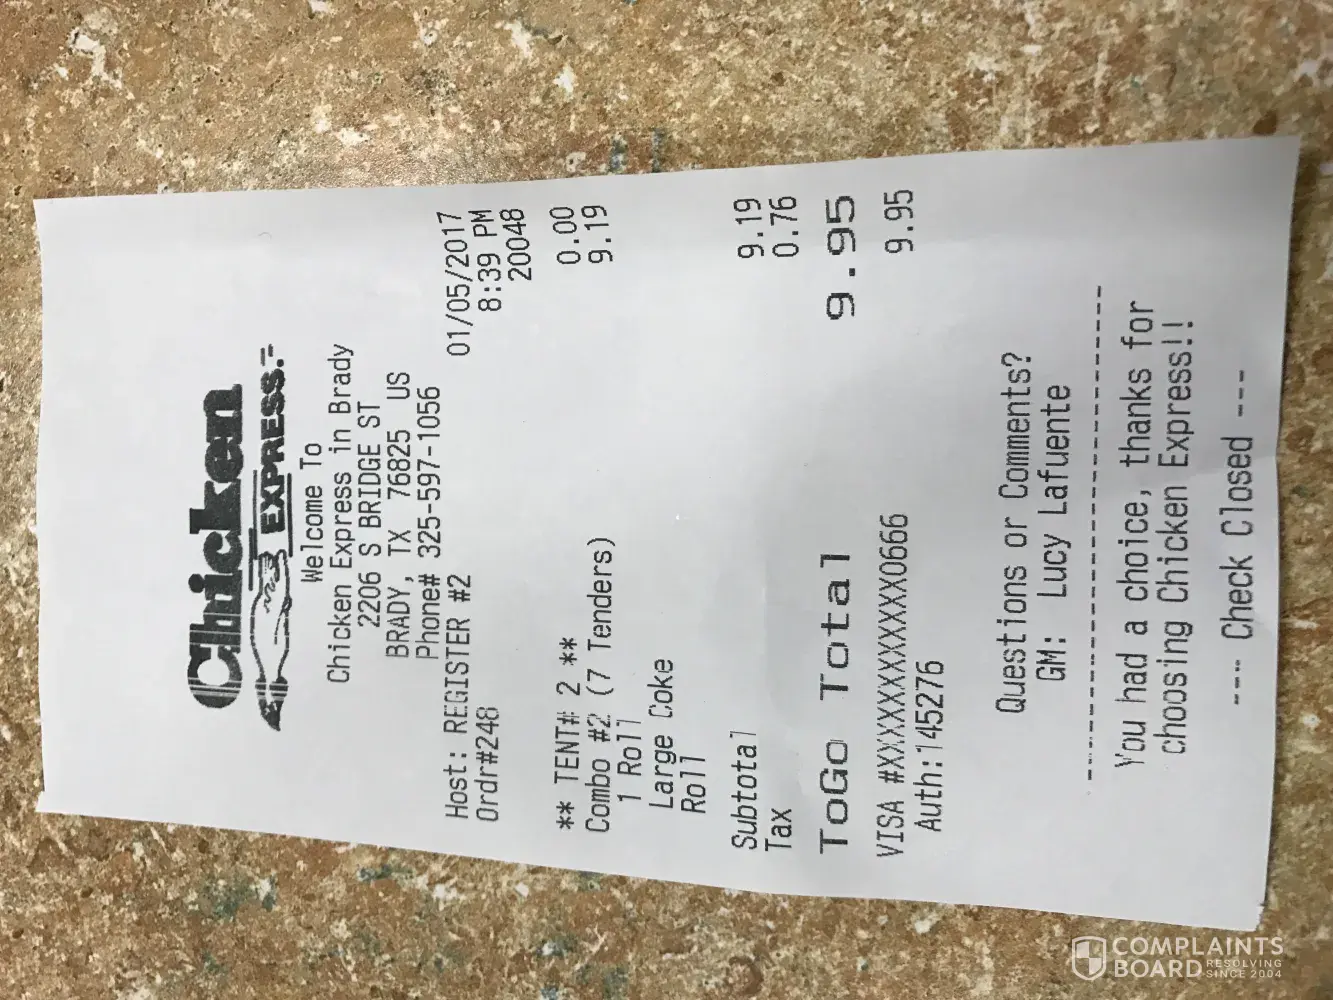 Chicken
EXPRESS.
Welcome To
Chicken Express in Brady
2206 S BRIDGE ST
BRADY, TX 76825 US
Phone# 325-597-1056
Host: REGISTER #2 01/05/2017
Ordr#248 8:39 PM
20048
** TENT# 2 ** 0.00
Combo #2 (7 Tenders) 9.19
1 Roll
Large Coke
Roll
Subtotal 9.19
Tax 0.76
ToGo Total 9.95
VISA #XXXXXXXXXXXX0666 9.95
Auth:145276
Questions or Comments?
GM: Lucy Lafuente
You had a choice, thanks for
choosing Chicken Express!!
--- Check Closed ---
COMPLAINTS
BOARD RESOLVING
SINCE 2004